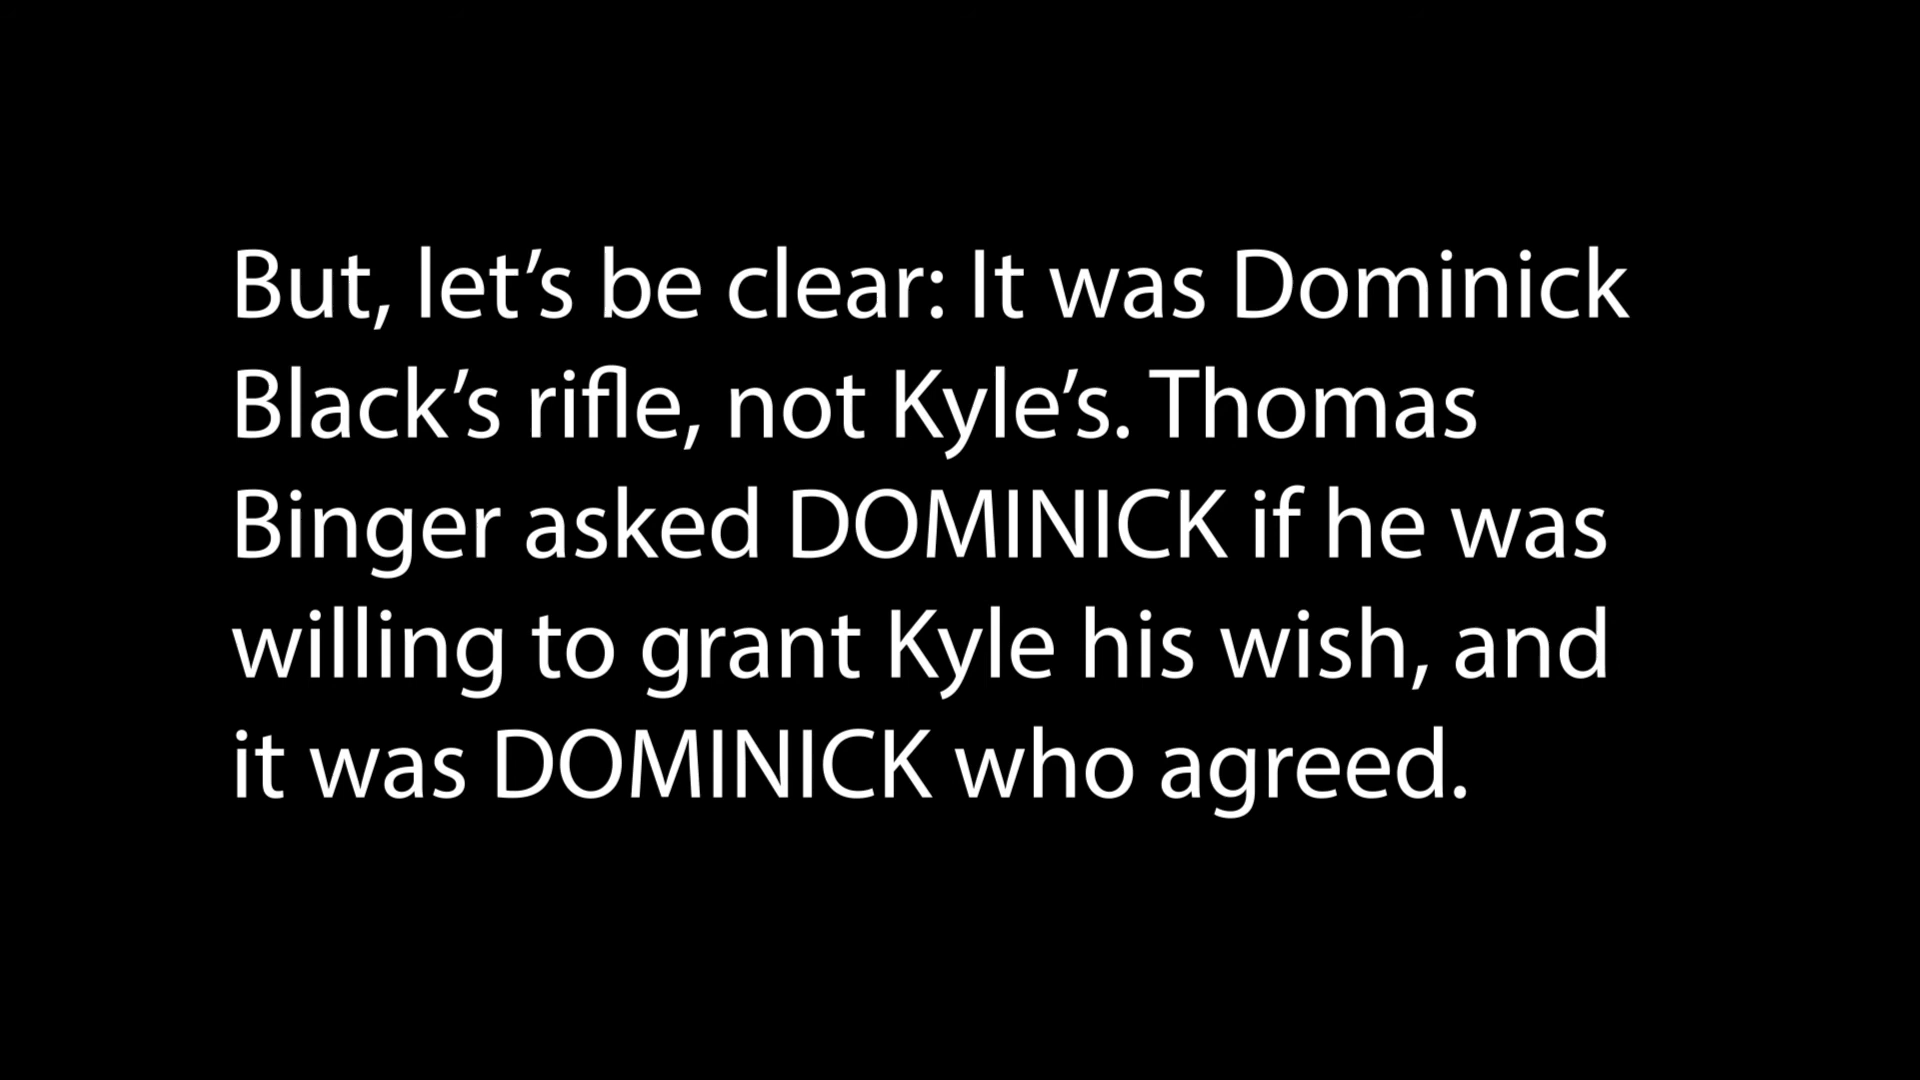 But, let’s be clear: It was Dominick
Black’s rifle, not Kyle’s. Thomas
Binger asked DOMINICK if he was
willing to grant Kyle his wish, and
it was DOMINICK who agreed.